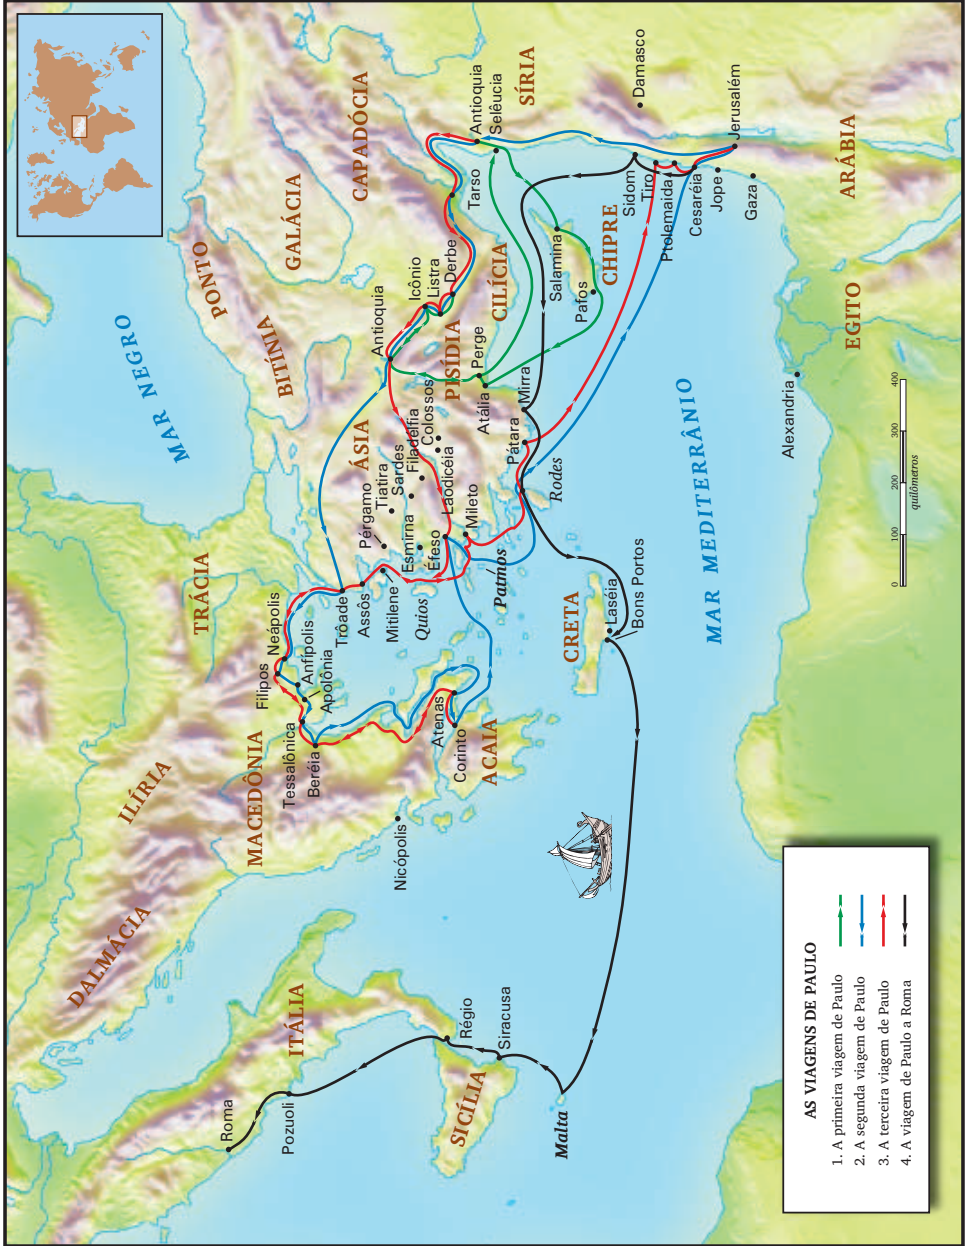 MAR NEGRO
PONTO
GALÁCIA
CAPADÓCIA
BITÍNIA
TRÁCIA
ILÍRIA
DALMÁCIA
MACEDÔNIA
ITÁLIA
Roma
Pozuoli
Filipos
Neápolis
Anfípolis
Apolônia
Tessalônica
Beréia
Trôade
Assôs
Mitilene
Quios
Pérgamo
Tiatira
Sardes
Filadélfia
Colossos
Esmirna
Éfeso
Laodicéia
Mileto
ÁSIA
Antioquia
Icônio
Listra
Derbe
PISÍDIA
CILÍCIA
Tarso
Antioquia
Selêucia
SÍRIA
Perge
Atália
Mirra
Pátara
Rodes
Patmos
Nicópolis
Atenas
Corinto
ACAIA
CRETA
Laséia
Bons Portos
Salamina
Pafos
CHIPRE
Sidom
Tiro
Ptolemaida
Cesaréia
Jope
Gaza
Damasco
Jerusalém
ARÁBIA
EGITO
Alexandria
MAR MEDITERRÂNIO
SICÍLIA
Régio
Siracusa
Malta
0 100 200 300 400
quilômetros
AS VIAGENS DE PAULO
1. A primeira viagem de Paulo
2. A segunda viagem de Paulo
3. A terceira viagem de Paulo
4. A viagem de Paulo a Roma